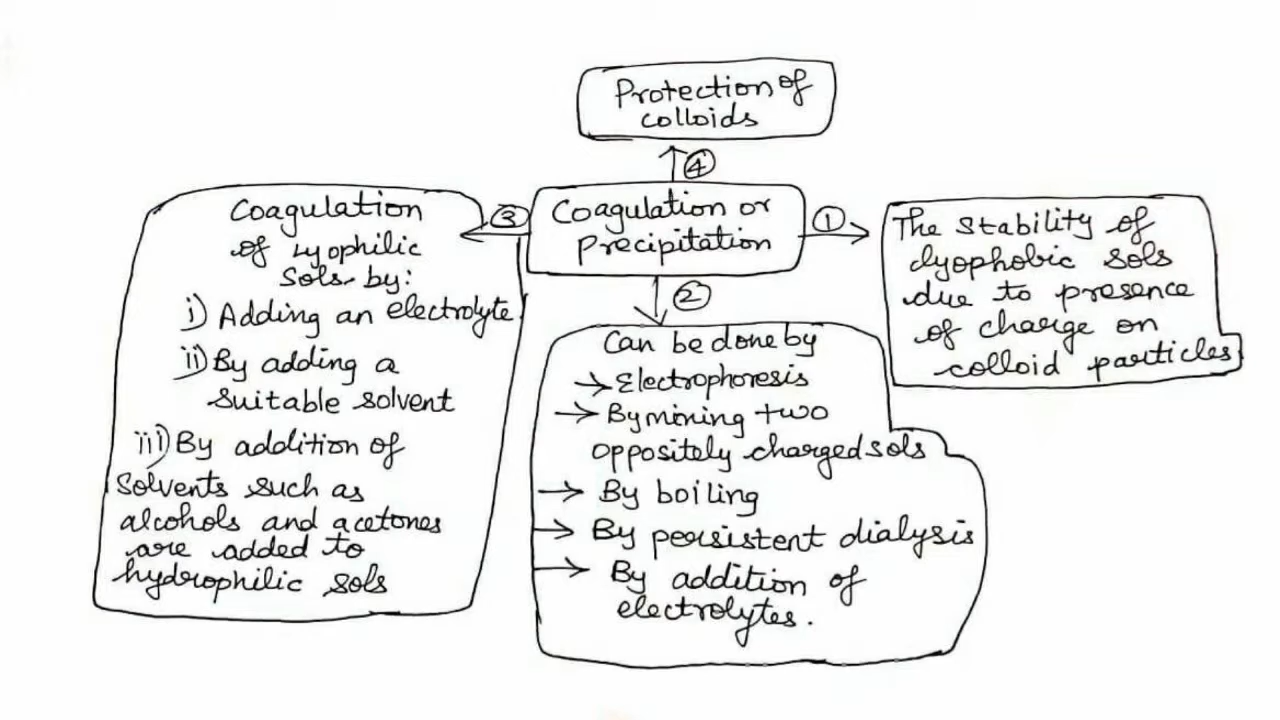 Protection of
colloids
④
Coagulation or
precipitation
①
The stability of
lyophobic sols
due to presence
of charge on
colloid particles
②
Can be done by
→ Electrophoresis
→ By mixing two
oppositely charged sols
→ By boiling
→ By persistent dialysis
→ By addition of
electrolytes.
③
Coagulation
of Lyophilic
Sols by:
i) Adding an electrolyte
ii) By adding a
suitable solvent
iii) By addition of
solvents such as
alcohols and acetones
are added to
hydrophilic sols